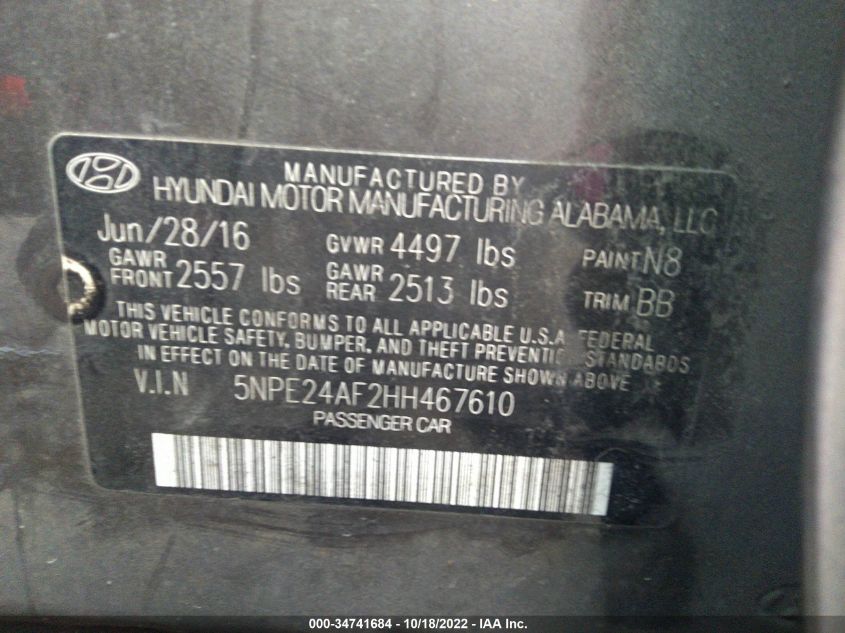 MANUFACTURED BY
HYUNDAI MOTOR MANUFACTURING ALABAMA, LLC
Jun/28/16 GVWR 4497 lbs PAINT N8
GAWR FRONT 2557 lbs GAWR REAR 2513 lbs TRIM BB
THIS VEHICLE CONFORMS TO ALL APPLICABLE U.S.A FEDERAL
MOTOR VEHICLE SAFETY, BUMPER, AND THEFT PREVENTION STANDARDS
IN EFFECT ON THE DATE OF MANUFACTURE SHOWN ABOVE
V.I.N 5NPE24AF2HH467610
PASSENGER CAR
000-34741684 - 10/18/2022 - IAA Inc.